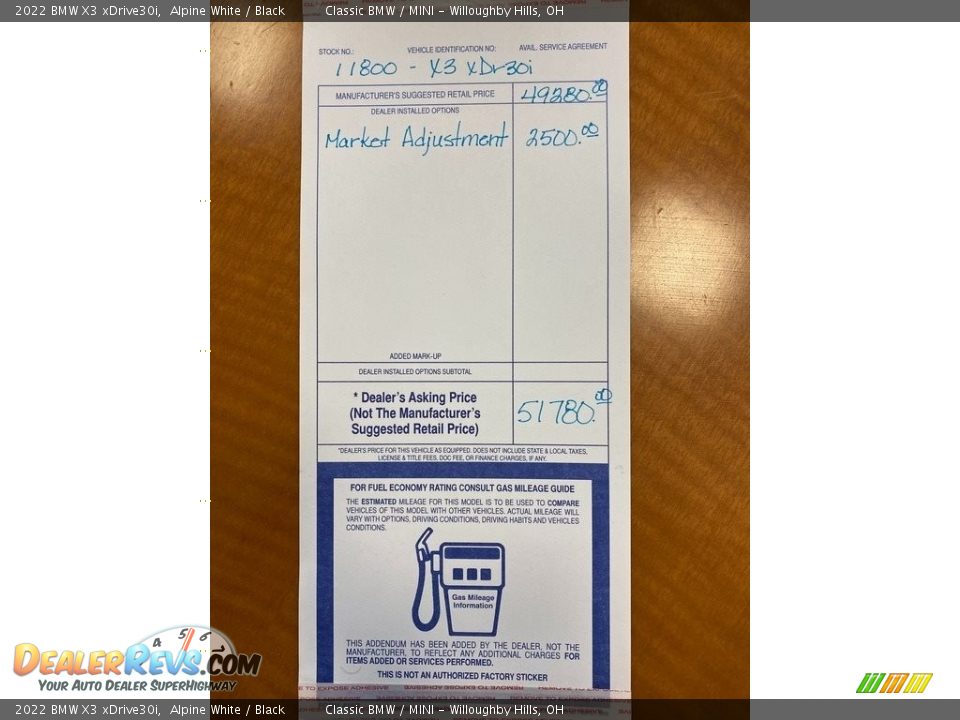 2022 BMW X3 xDrive30i,  Alpine White / Black    Classic BMW / MINI - Willoughby Hills, OH
STOCK NO.: VEHICLE IDENTIFICATION NO: AVAIL. SERVICE AGREEMENT
11800 - X3 xDr30i
MANUFACTURER'S SUGGESTED RETAIL PRICE 49280.00
DEALER INSTALLED OPTIONS
Market Adjustment 2500.00
ADDED MARK-UP
DEALER INSTALLED OPTIONS SUBTOTAL
* Dealer's Asking Price
(Not The Manufacturer's
Suggested Retail Price)
51780.00
*DEALER'S PRICE FOR THIS VEHICLE AS EQUIPPED. DOES NOT INCLUDE STATE & LOCAL TAXES,
LICENSE & TITLE FEES, DOC FEE, OR FINANCE CHARGES, IF ANY.
FOR FUEL ECONOMY RATING CONSULT GAS MILEAGE GUIDE
THE ESTIMATED MILEAGE FOR THIS MODEL IS TO BE USED TO COMPARE
VEHICLES OF THIS MODEL WITH OTHER VEHICLES. ACTUAL MILEAGE WILL
VARY WITH OPTIONS, DRIVING CONDITIONS, DRIVING HABITS AND VEHICLES
CONDITIONS.
Gas Mileage
Information
THIS ADDENDUM HAS BEEN ADDED BY THE DEALER, NOT THE
MANUFACTURER, TO REFLECT ANY ADDITIONAL CHARGES FOR
ITEMS ADDED OR SERVICES PERFORMED.
THIS IS NOT AN AUTHORIZED FACTORY STICKER
4 5 6
DEALERREVS.COM
YOUR AUTO DEALER SUPERHIGHWAY
2022 BMW X3 xDrive30i,  Alpine White / Black    Classic BMW / MINI - Willoughby Hills, OH